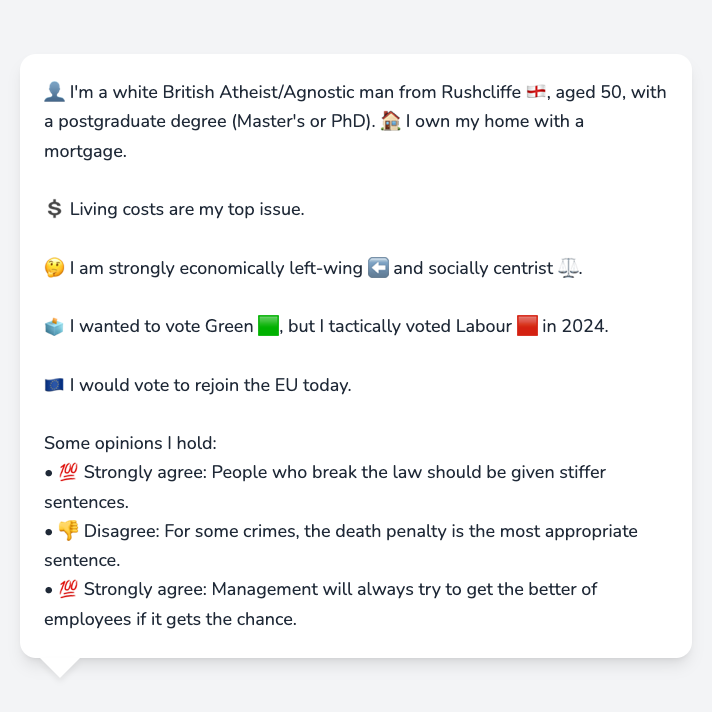 👤 I'm a white British Atheist/Agnostic man from Rushcliffe 🏴󠁧󠁢󠁥󠁮󠁧󠁿, aged 50, with
a postgraduate degree (Master's or PhD). 🏠 I own my home with a
mortgage.
💲 Living costs are my top issue.
🤔 I am strongly economically left-wing ⬅️ and socially centrist ⚖️.
🗳️ I wanted to vote Green 🟩, but I tactically voted Labour 🟥 in 2024.
🇪🇺 I would vote to rejoin the EU today.
Some opinions I hold:
• 💯 Strongly agree: People who break the law should be given stiffer
sentences.
• 👎 Disagree: For some crimes, the death penalty is the most appropriate
sentence.
• 💯 Strongly agree: Management will always try to get the better of
employees if it gets the chance.